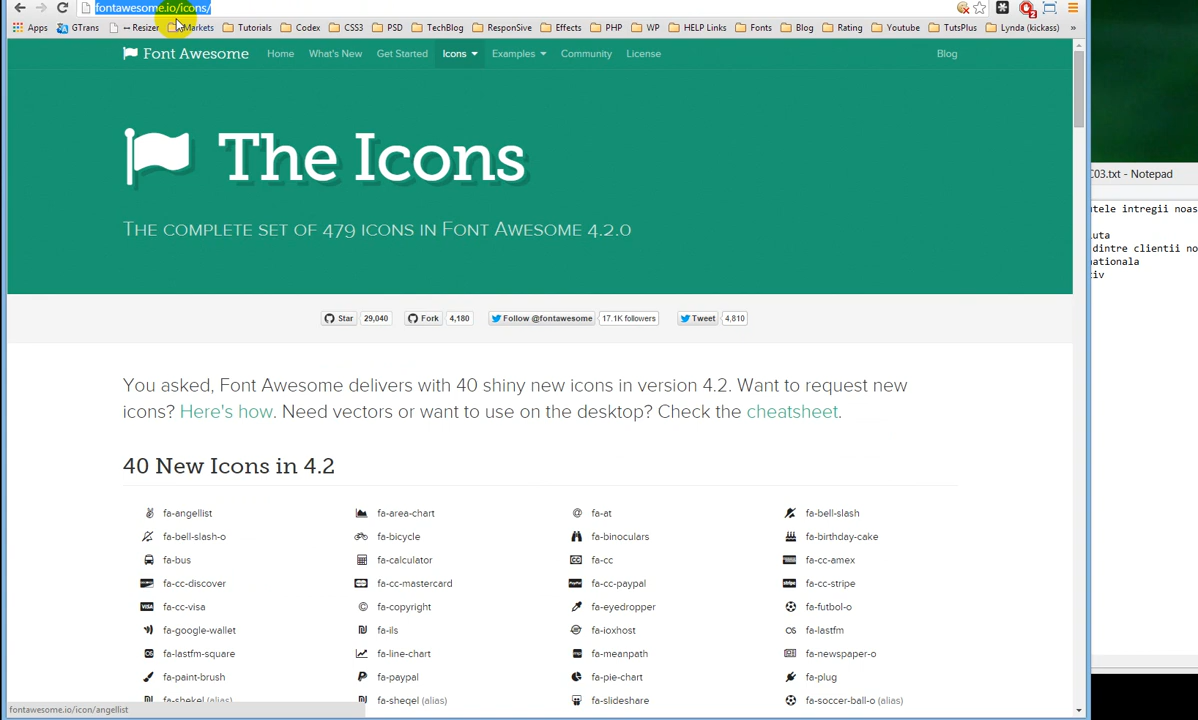 fontawesome.io/icons/
Apps GTrans ↔ Resizer Markets Tutorials Codex CSS3 PSD TechBlog ResponSive Effects PHP WP HELP Links Fonts Blog Rating Youtube TutsPlus Lynda (kickass) »
Font Awesome Home What's New Get Started Icons Examples Community License Blog
The Icons
The complete set of 479 icons in Font Awesome 4.2.0
Star 29,040 Fork 4,180 Follow @fontawesome 17.1K followers Tweet 4,810
You asked, Font Awesome delivers with 40 shiny new icons in version 4.2. Want to request new
icons? Here's how. Need vectors or want to use on the desktop? Check the cheatsheet.
40 New Icons in 4.2
fa-angellist fa-area-chart fa-at fa-bell-slash
fa-bell-slash-o fa-bicycle fa-binoculars fa-birthday-cake
fa-bus fa-calculator fa-cc fa-cc-amex
fa-cc-discover fa-cc-mastercard fa-cc-paypal fa-cc-stripe
fa-cc-visa fa-copyright fa-eyedropper fa-futbol-o
fa-google-wallet fa-ils fa-ioxhost fa-lastfm
fa-lastfm-square fa-line-chart fa-meanpath fa-newspaper-o
fa-paint-brush fa-paypal fa-pie-chart fa-plug
fa-shekel (alias) fa-sheqel (alias) fa-slideshare fa-soccer-ball-o (alias)
fontawesome.io/icon/angellist
C03.txt - Notepad
utele intregii noas
uta
dintre clientii no
nationala
tiv